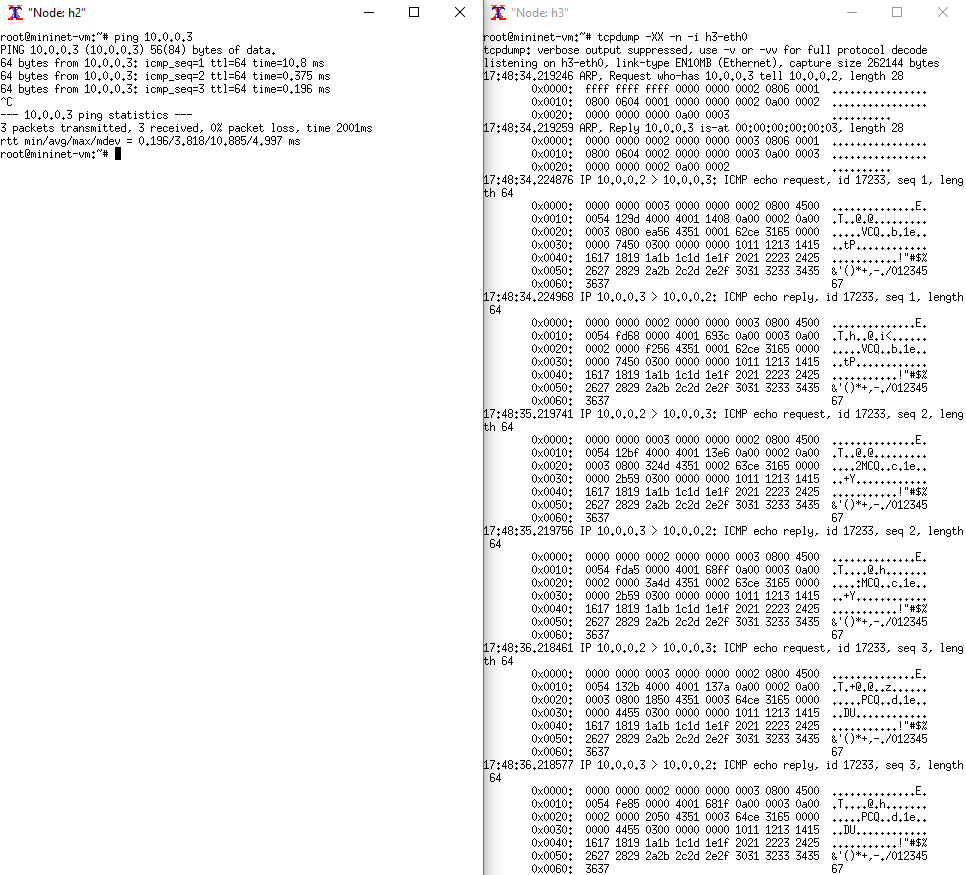 "Node: h2"
root@mininet-vm:~# ping 10.0.0.3
PING 10.0.0.3 (10.0.0.3) 56(84) bytes of data.
64 bytes from 10.0.0.3: icmp_seq=1 ttl=64 time=10.8 ms
64 bytes from 10.0.0.3: icmp_seq=2 ttl=64 time=0.375 ms
64 bytes from 10.0.0.3: icmp_seq=3 ttl=64 time=0.196 ms
^C
--- 10.0.0.3 ping statistics ---
3 packets transmitted, 3 received, 0% packet loss, time 2001ms
rtt min/avg/max/mdev = 0.196/3.818/10.885/4.997 ms
root@mininet-vm:~#
"Node: h3"
root@mininet-vm:~# tcpdump -XX -n -i h3-eth0
tcpdump: verbose output suppressed, use -v or -vv for full protocol decode
listening on h3-eth0, link-type EN10MB (Ethernet), capture size 262144 bytes
17:48:34.219246 ARP, Request who-has 10.0.0.3 tell 10.0.0.2, length 28
0x0000:  ffff ffff ffff 0000 0000 0002 0806 0001  ................
0x0010:  0800 0604 0001 0000 0000 0002 0a00 0002  ................
0x0020:  0000 0000 0000 0a00 0003  ..........
17:48:34.219259 ARP, Reply 10.0.0.3 is-at 00:00:00:00:00:03, length 28
0x0000:  0000 0000 0002 0000 0000 0003 0806 0001  ................
0x0010:  0800 0604 0002 0000 0000 0003 0a00 0003  ................
0x0020:  0000 0000 0002 0a00 0002  ..........
17:48:34.224876 IP 10.0.0.2 > 10.0.0.3: ICMP echo request, id 17233, seq 1, leng
th 64
0x0000:  0000 0000 0003 0000 0000 0002 0800 4500  ..............E.
0x0010:  0054 129d 4000 4001 1408 0a00 0002 0a00  .T..@.@.........
0x0020:  0003 0800 ea56 4351 0001 62ce 3165 0000  .....VCQ..b.1e..
0x0030:  0000 7450 0300 0000 0000 1011 1213 1415  ..tP............
0x0040:  1617 1819 1a1b 1c1d 1e1f 2021 2223 2425  ..........!"#$%
0x0050:  2627 2829 2a2b 2c2d 2e2f 3031 3233 3435  &'()*+,-./012345
0x0060:  3637  67
17:48:34.224968 IP 10.0.0.3 > 10.0.0.2: ICMP echo reply, id 17233, seq 1, length
64
0x0000:  0000 0000 0002 0000 0000 0003 0800 4500  ..............E.
0x0010:  0054 fd68 0000 4001 693c 0a00 0003 0a00  .T.h..@.i<......
0x0020:  0002 0000 f256 4351 0001 62ce 3165 0000  .....VCQ..b.1e..
0x0030:  0000 7450 0300 0000 0000 1011 1213 1415  ..tP............
0x0040:  1617 1819 1a1b 1c1d 1e1f 2021 2223 2425  ...........!"#$%
0x0050:  2627 2829 2a2b 2c2d 2e2f 3031 3233 3435  &'()*+,-./012345
0x0060:  3637  67
17:48:35.219741 IP 10.0.0.2 > 10.0.0.3: ICMP echo request, id 17233, seq 2, leng
th 64
0x0000:  0000 0000 0003 0000 0000 0002 0800 4500  ..............E.
0x0010:  0054 12bf 4000 4001 13e6 0a00 0002 0a00  .T..@.@.........
0x0020:  0003 0800 324d 4351 0002 63ce 3165 0000  ....2MCQ..c.1e..
0x0030:  0000 2b59 0300 0000 0000 1011 1213 1415  ..+Y............
0x0040:  1617 1819 1a1b 1c1d 1e1f 2021 2223 2425  ...........!"#$%
0x0050:  2627 2829 2a2b 2c2d 2e2f 3031 3233 3435  &'()*+,-./012345
0x0060:  3637  67
17:48:35.219756 IP 10.0.0.3 > 10.0.0.2: ICMP echo reply, id 17233, seq 2, length
64
0x0000:  0000 0000 0002 0000 0000 0003 0800 4500  ..............E.
0x0010:  0054 fda5 0000 4001 68ff 0a00 0003 0a00  .T....@.h.......
0x0020:  0002 0000 3a4d 4351 0002 63ce 3165 0000  ....:MCQ..c.1e..
0x0030:  0000 2b59 0300 0000 0000 1011 1213 1415  ..+Y............
0x0040:  1617 1819 1a1b 1c1d 1e1f 2021 2223 2425  ...........!"#$%
0x0050:  2627 2829 2a2b 2c2d 2e2f 3031 3233 3435  &'()*+,-./012345
0x0060:  3637  67
17:48:36.218461 IP 10.0.0.2 > 10.0.0.3: ICMP echo request, id 17233, seq 3, leng
th 64
0x0000:  0000 0000 0003 0000 0000 0002 0800 4500  ..............E.
0x0010:  0054 132b 4000 4001 137a 0a00 0002 0a00  .T.+@.@..z......
0x0020:  0003 0800 1850 4351 0003 64ce 3165 0000  .....PCQ..d.1e..
0x0030:  0000 4455 0300 0000 0000 1011 1213 1415  ..DU............
0x0040:  1617 1819 1a1b 1c1d 1e1f 2021 2223 2425  ...........!"#$%
0x0050:  2627 2829 2a2b 2c2d 2e2f 3031 3233 3435  &'()*+,-./012345
0x0060:  3637  67
17:48:36.218577 IP 10.0.0.3 > 10.0.0.2: ICMP echo reply, id 17233, seq 3, length
64
0x0000:  0000 0000 0002 0000 0000 0003 0800 4500  ..............E.
0x0010:  0054 fe85 0000 4001 681f 0a00 0003 0a00  .T....@.h.......
0x0020:  0002 0000 2050 4351 0003 64ce 3165 0000  .....PCQ..d.1e..
0x0030:  0000 4455 0300 0000 0000 1011 1213 1415  ..DU............
0x0040:  1617 1819 1a1b 1c1d 1e1f 2021 2223 2425  ...........!"#$%
0x0050:  2627 2829 2a2b 2c2d 2e2f 3031 3233 3435  &'()*+,-./012345
0x0060:  3637  67